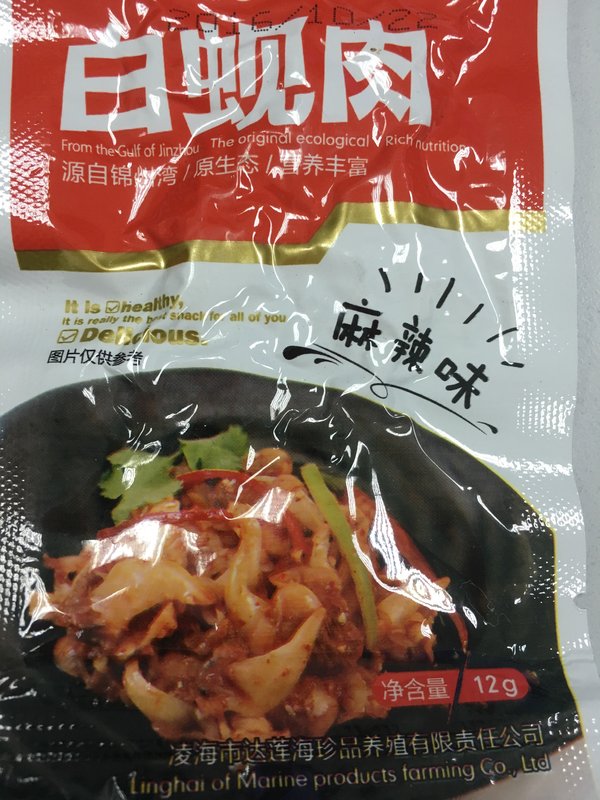 2016/10/22
白蚬肉
From the Gulf of Jinzhou The original ecological Rich nutrition
源自锦州湾/原生态/营养丰富
It is healthy,
It is really the best snack for all of you
Delicious.
图片仅供参考
麻辣味
净含量 12g
凌海市达莲海珍品养殖有限责任公司
Linghai of Marine products farming Co., Ltd